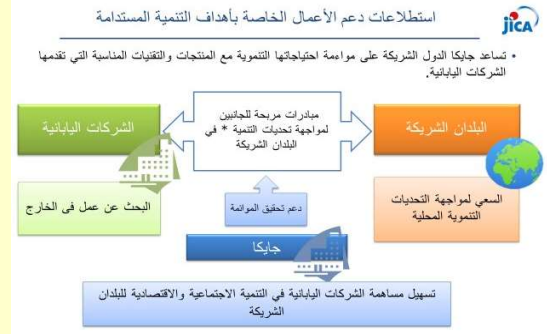 استطلاعات دعم الأعمال الخاصة بأهداف التنمية المستدامة
jICA
• تساعد جايكا الدول الشريكة على مواءمة احتياجاتها التنموية مع المنتجات والتقنيات المناسبة التي تقدمها
الشركات اليابانية.
البلدان الشريكة
مبادرات مربحة للجانبين
لمواجهة تحديات التنمية * في
البلدان الشريكة
الشركات اليابانية
السعي لمواجهة التحديات
التنموية المحلية
دعم تحقيق الموائمة
البحث عن عمل فى الخارج
جايكا
تسهيل مساهمة الشركات اليابانية في التنمية الاجتماعية والاقتصادية للبلدان
الشريكة